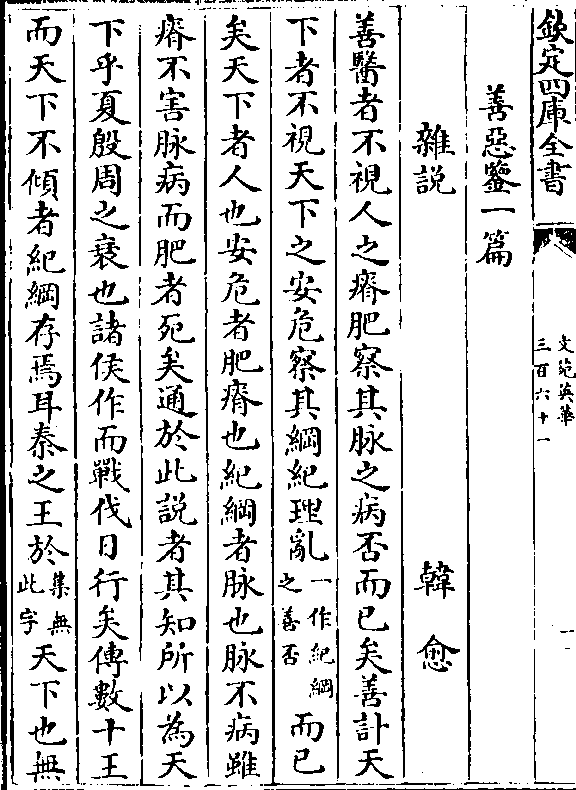 欽定四庫全書
文苑英華
三百六十一
善惡鑒一篇
雜説
韓愈
善醫者不視人之瘠肥察其脉之病否而已矣善計天
下者不視天下之安危察其綱紀理亂一作紀綱之善否而已
矣天下者人也安危者肥瘠也紀綱者脉也脉不病雖
瘠不害脉病而肥者死矣通於此説者其知所以為天
下乎夏殷周之衰也諸侯作而戰伐日行矣傳數十王
而天下不傾者紀綱存焉耳秦之王於集無此字天下也無